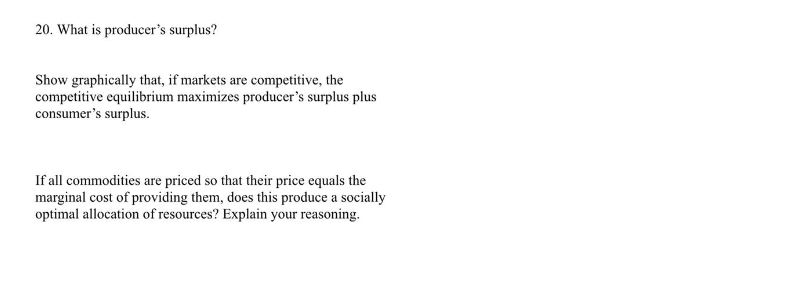 20. What is producer’s surplus?
Show graphically that, if markets are competitive, the
competitive equilibrium maximizes producer’s surplus plus
consumer’s surplus.
If all commodities are priced so that their price equals the
marginal cost of providing them, does this produce a socially
optimal allocation of resources? Explain your reasoning.